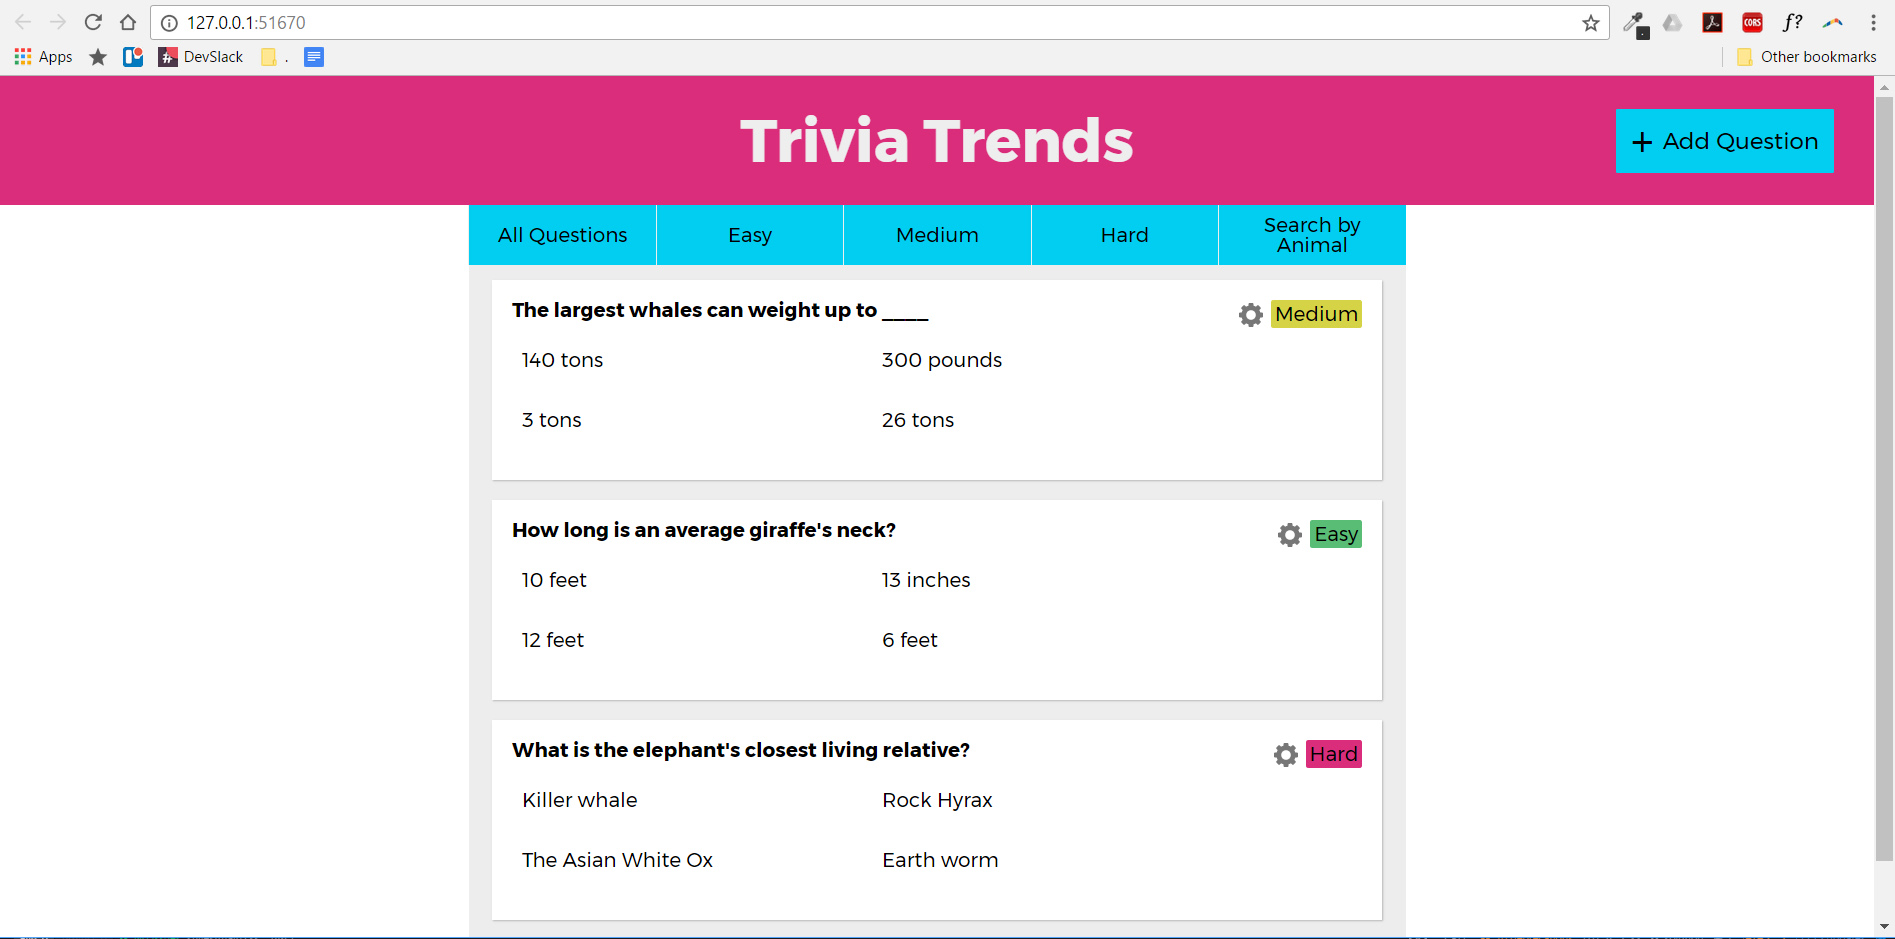 127.0.0.1:51670
CORS
f?
Apps
DevSlack
.
Other bookmarks
Trivia Trends
+ Add Question
All Questions
Easy
Medium
Hard
Search by
Animal
The largest whales can weight up to ____
Medium
140 tons
300 pounds
3 tons
26 tons
How long is an average giraffe's neck?
Easy
10 feet
13 inches
12 feet
6 feet
What is the elephant's closest living relative?
Hard
Killer whale
Rock Hyrax
The Asian White Ox
Earth worm